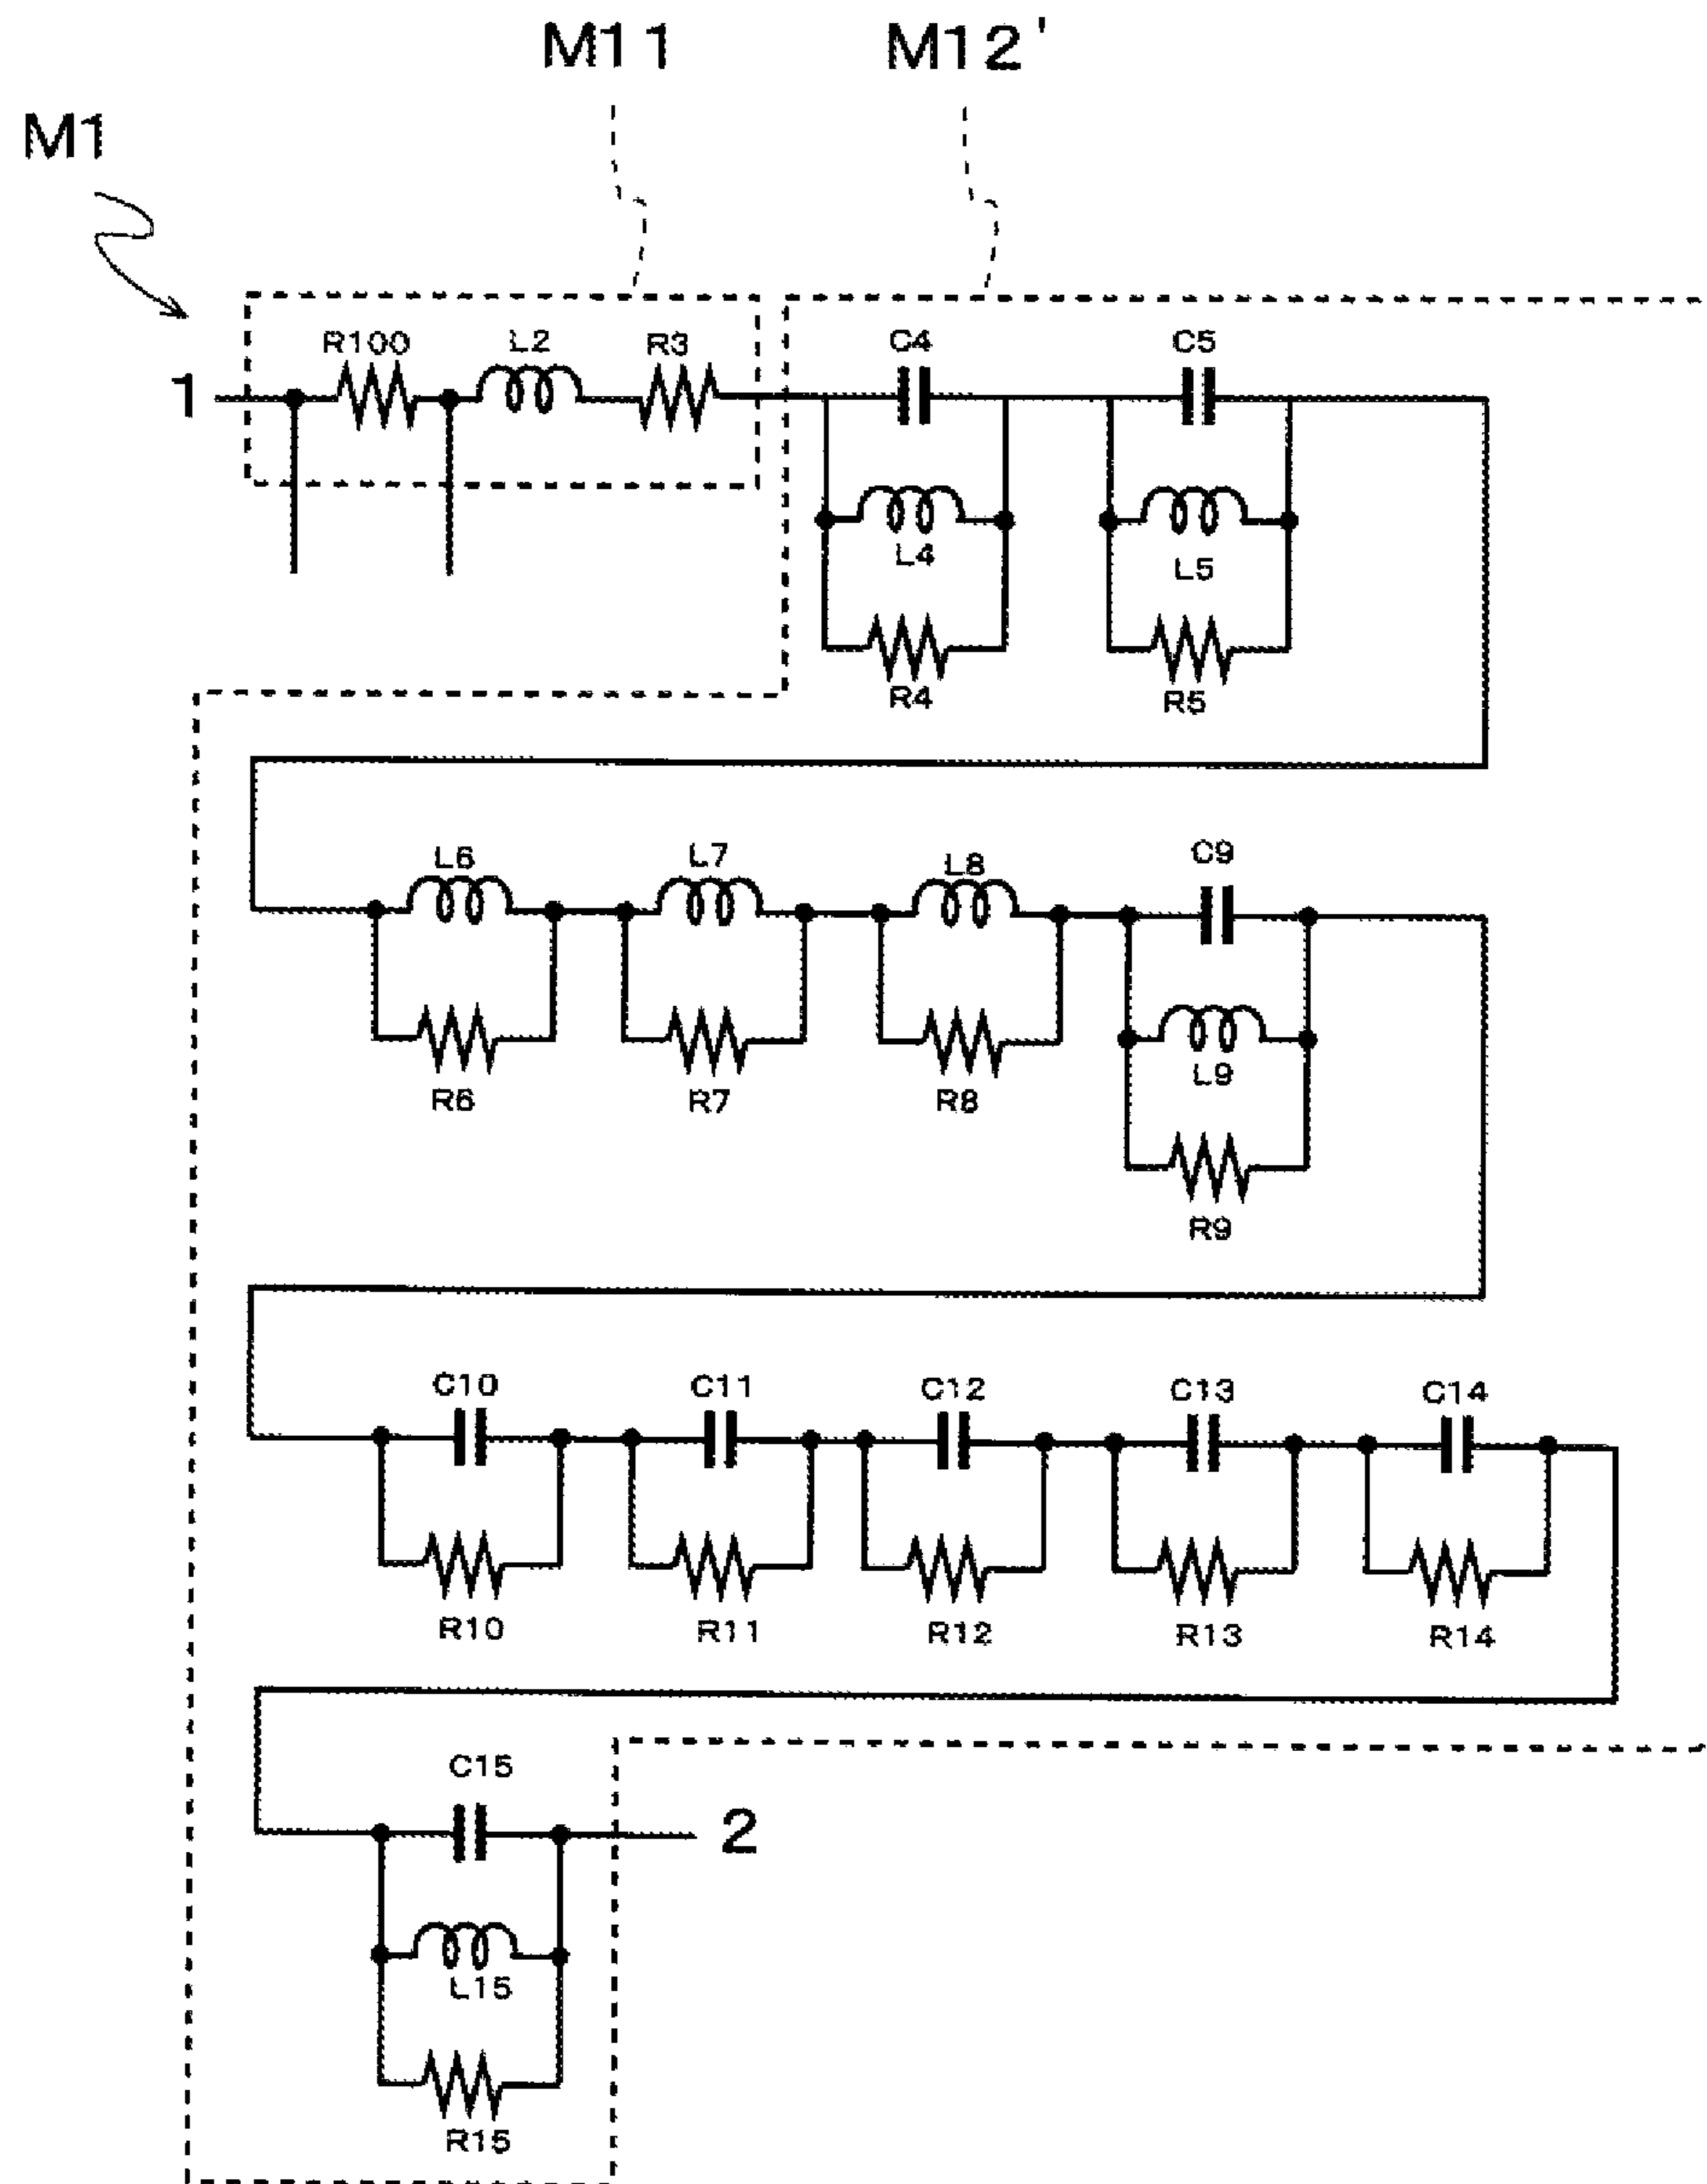 M11 M12'
M1
R100 L2 R3 C4 C5
1
L4 L5
R4 R5
L6 L7 L8 C9
L9
R6 R7 R8
R9
C10 C11 C12 C13 C14
R10 R11 R12 R13 R14
C15
2
L15
R15